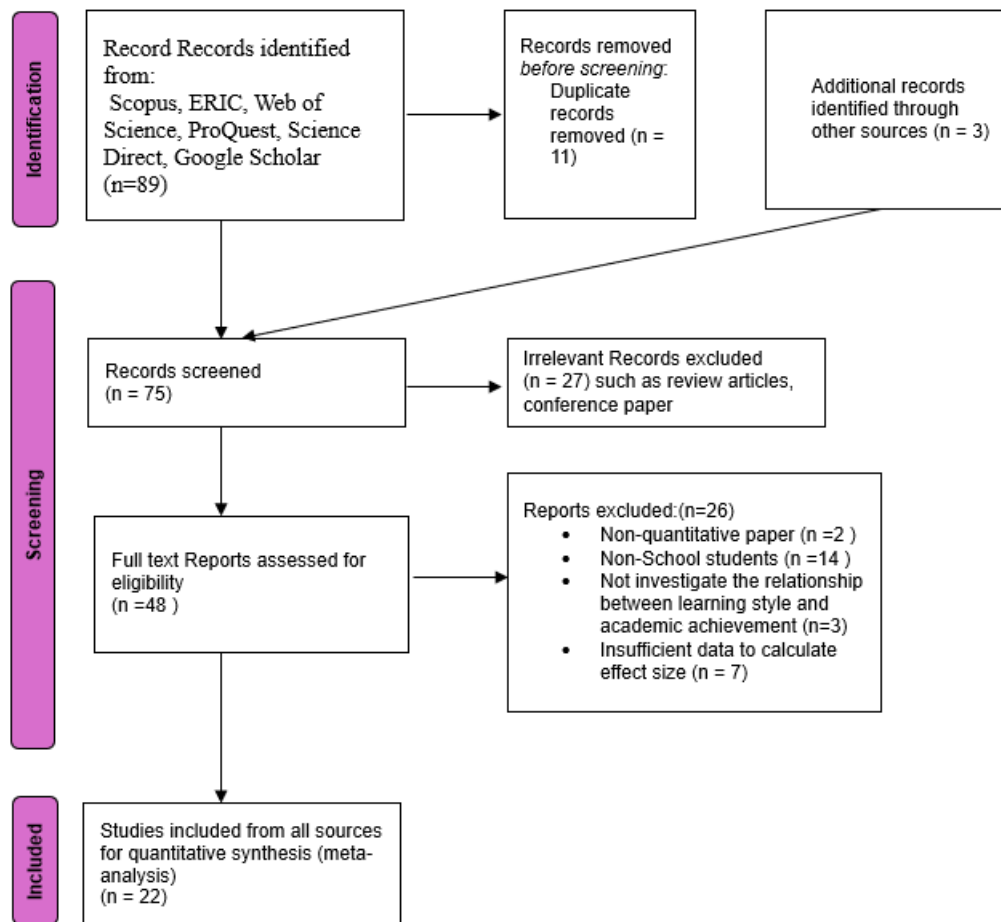 Identification
Record Records identified
from:
Scopus, ERIC, Web of
Science, ProQuest, Science
Direct, Google Scholar
(n=89)
Records removed
before screening:
Duplicate
records
removed (n =
11)
Additional records
identified through
other sources (n = 3)
Screening
Records screened
(n = 75)
Irrelevant Records excluded
(n = 27) such as review articles,
conference paper
Full text Reports assessed for
eligibility
(n =48 )
Reports excluded:(n=26)
• Non-quantitative paper (n =2 )
• Non-School students (n =14 )
• Not investigate the relationship
between learning style and
academic achievement (n=3)
• Insufficient data to calculate
effect size (n = 7)
Included
Studies included from all sources
for quantitative synthesis (meta-
analysis)
(n = 22)